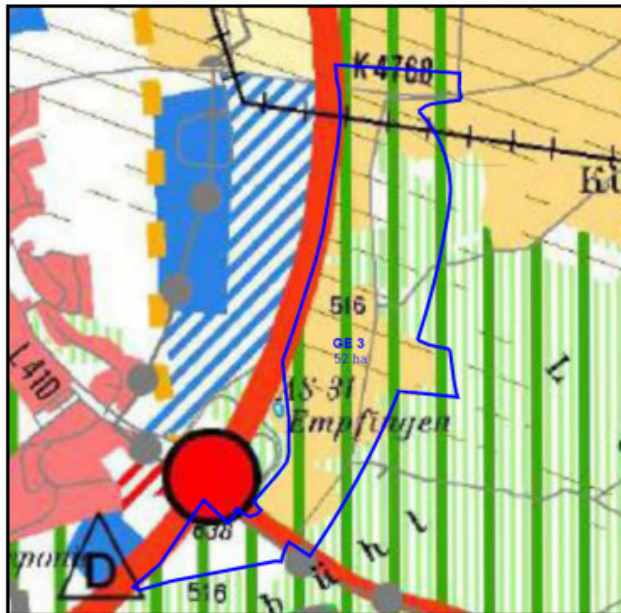 K 4768
Kü
516
GE 3
52 ha
L
L 410
AS-31
Empfingen
638
D
516
b ü h l